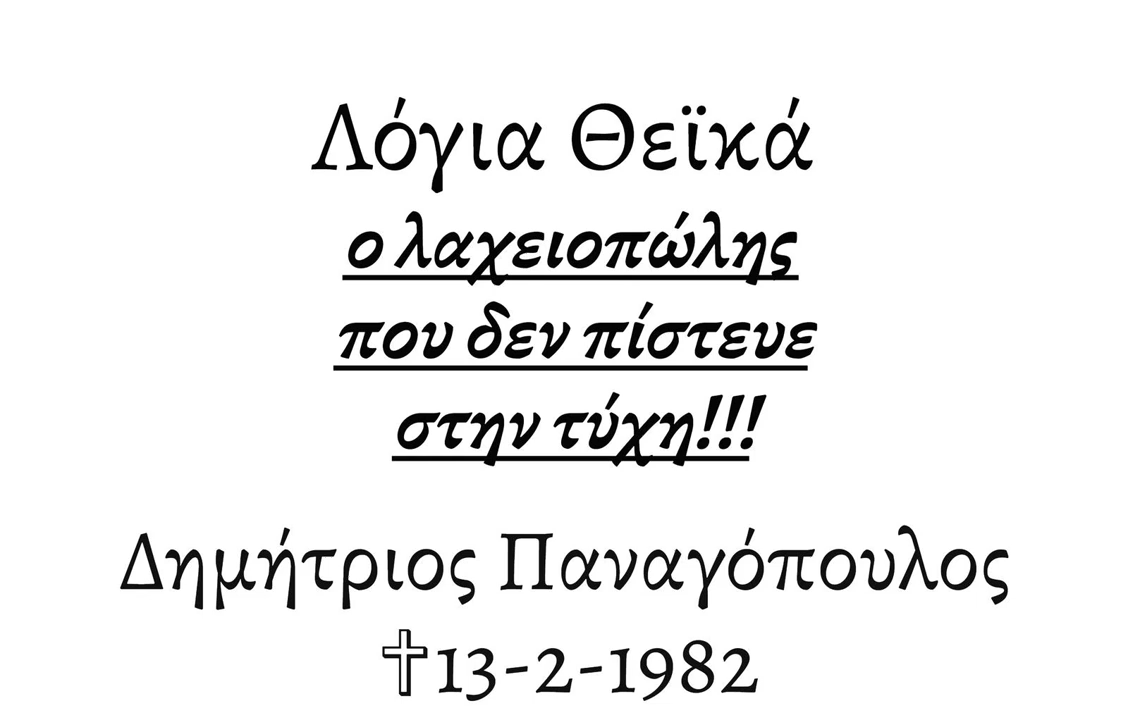 Λόγια Θεϊκά
ο λαχειοπώλης
που δεν πίστευε
στην τύχη!!!
Δημήτριος Παναγόπουλος
✝13-2-1982